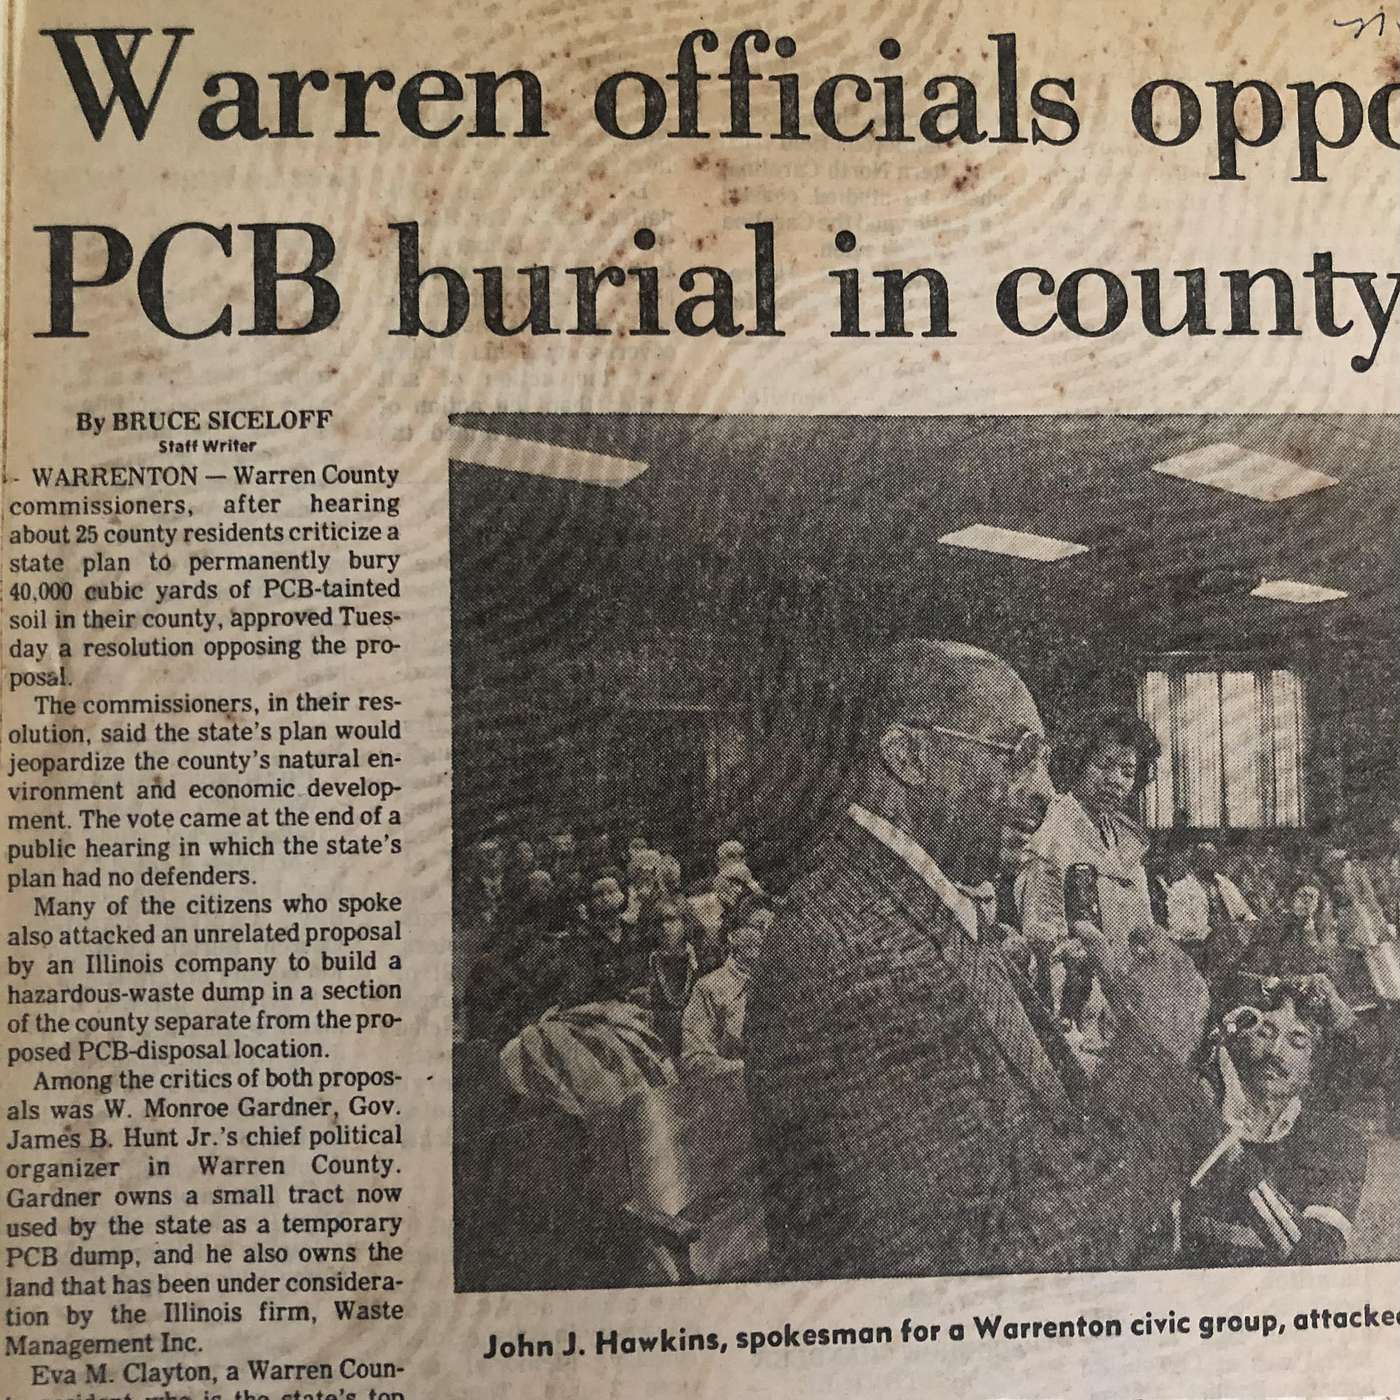 Warren officials oppo
PCB burial in county
By BRUCE SICELOFF
Staff Writer
WARRENTON — Warren County
commissioners, after hearing
about 25 county residents criticize a
state plan to permanently bury
40,000 cubic yards of PCB-tainted
soil in their county, approved Tues-
day a resolution opposing the pro-
posal.
The commissioners, in their res-
olution, said the state's plan would
jeopardize the county's natural en-
vironment and economic develop-
ment. The vote came at the end of a
public hearing in which the state's
plan had no defenders.
Many of the citizens who spoke
also attacked an unrelated proposal
by an Illinois company to build a
hazardous-waste dump in a section
of the county separate from the pro-
posed PCB-disposal location.
Among the critics of both propos-
als was W. Monroe Gardner, Gov.
James B. Hunt Jr.'s chief political
organizer in Warren County.
Gardner owns a small tract now
used by the state as a temporary
PCB dump, and he also owns the
land that has been under considera-
tion by the Illinois firm, Waste
Management Inc.
Eva M. Clayton, a Warren Coun-
who is the state's top
John J. Hawkins, spokesman for a Warrenton civic group, attacked